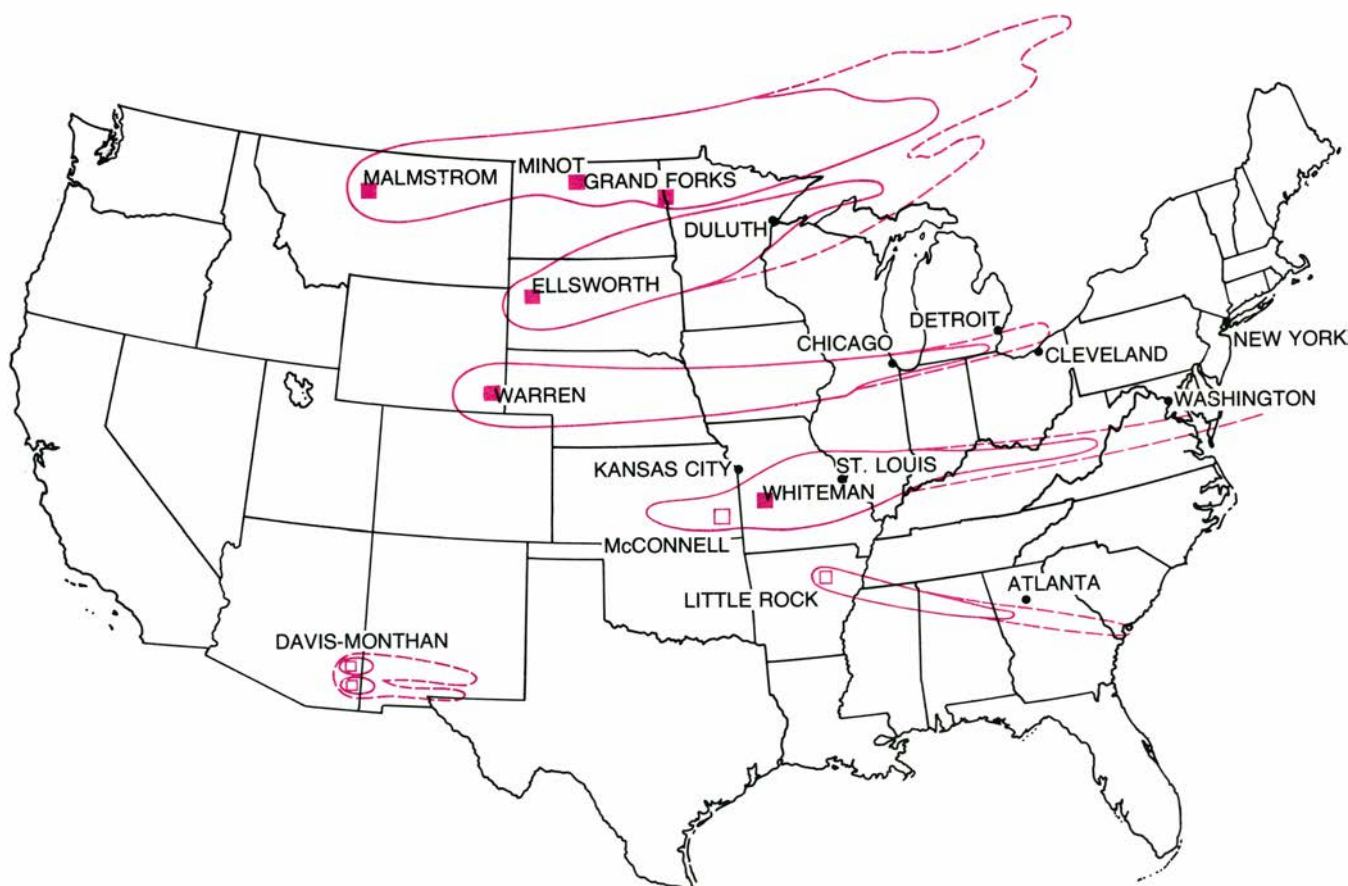 MINOT
MALMSTROM
GRAND FORKS
DULUTH
ELLSWORTH
DETROIT
CHICAGO
NEW YORK
CLEVELAND
WARREN
WASHINGTON
KANSAS CITY
ST. LOUIS
WHITEMAN
McCONNELL
ATLANTA
LITTLE ROCK
DAVIS-MONTHAN